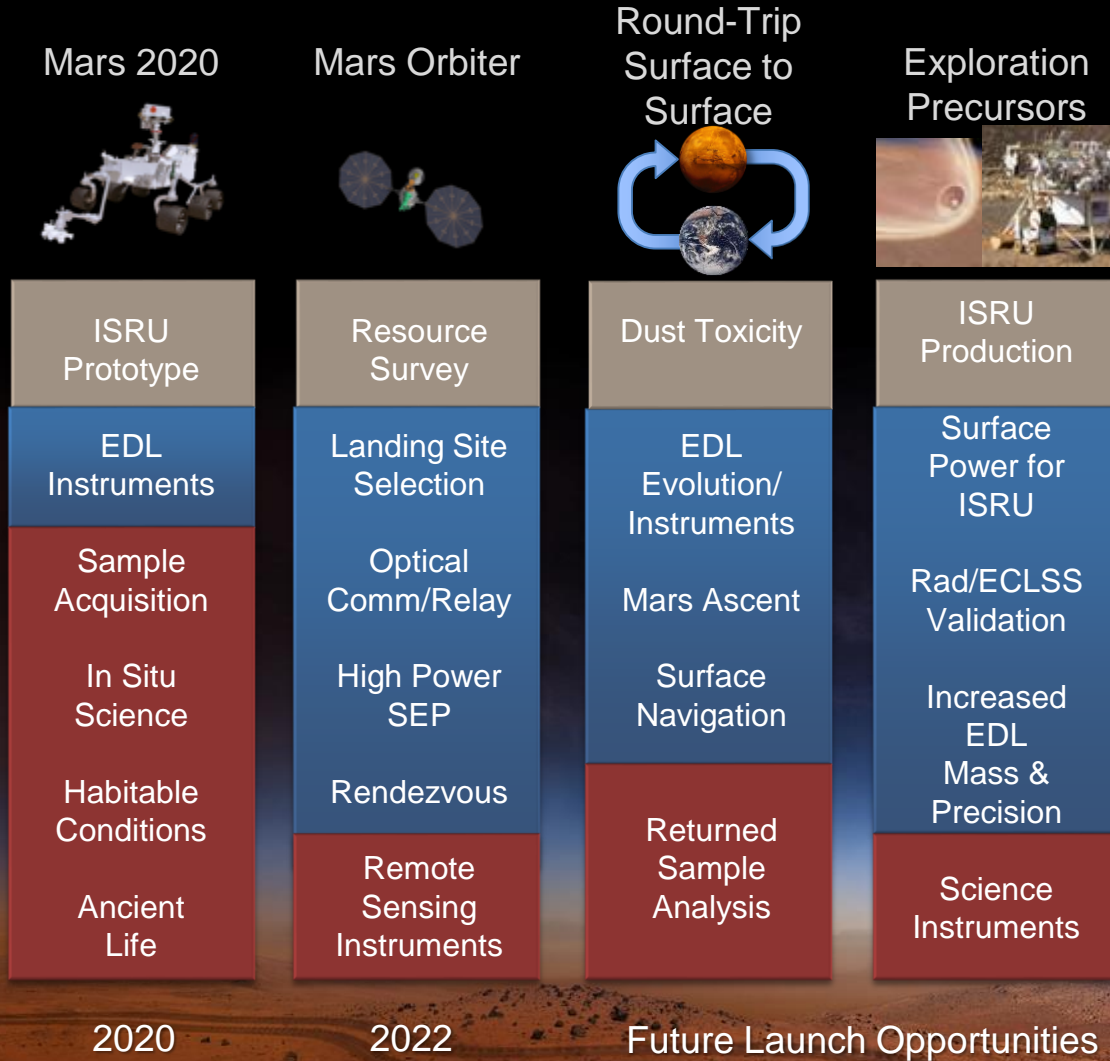 Mars 2020
Mars Orbiter
Round-Trip
Surface to
Surface
Exploration
Precursors
ISRU
Prototype
EDL
Instruments
Sample
Acquisition
In Situ
Science
Habitable
Conditions
Ancient
Life
2020
Resource
Survey
Landing Site
Selection
Optical
Comm/Relay
High Power
SEP
Rendezvous
Remote
Sensing
Instruments
2022
Dust Toxicity
EDL
Evolution/
Instruments
Mars Ascent
Surface
Navigation
Returned
Sample
Analysis
ISRU
Production
Surface
Power for
ISRU
Rad/ECLSS
Validation
Increased
EDL
Mass &
Precision
Science
Instruments
Future Launch Opportunities